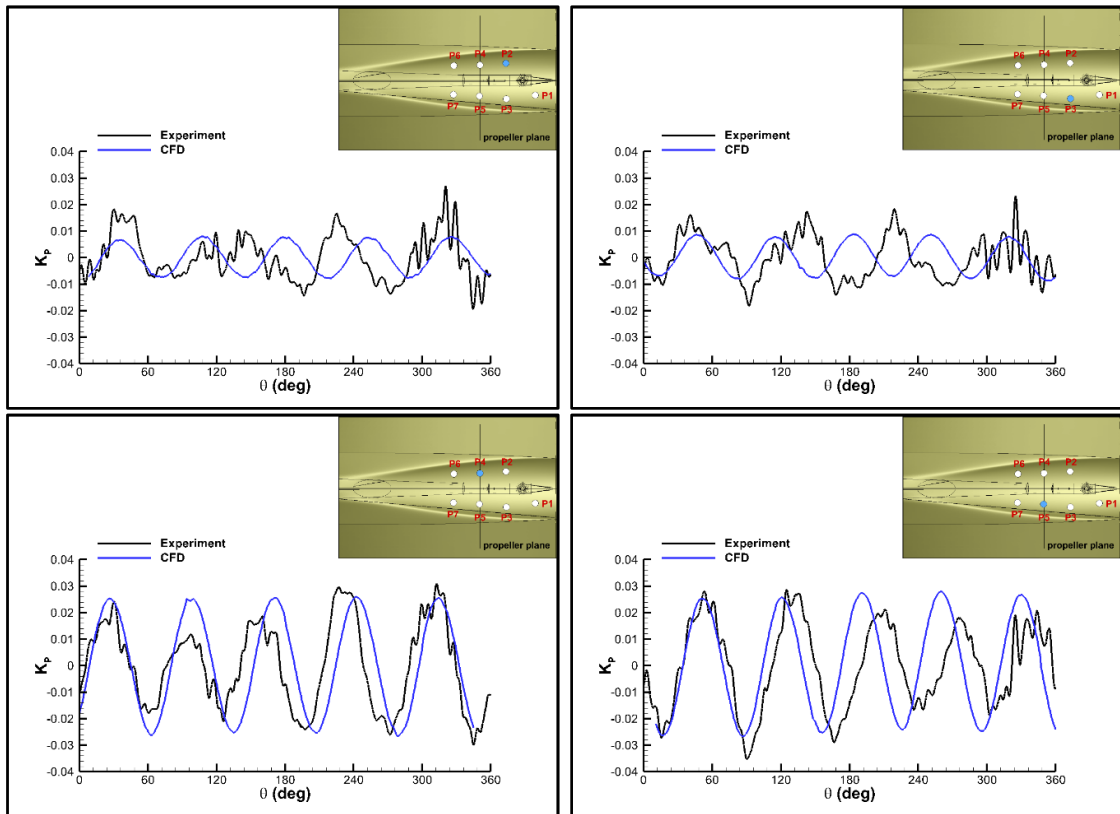 P6 P4 P2
P1
P7 P5 P3
propeller plane
Experiment
CFD
0.04
0.03
0.02
0.01
0
-0.01
-0.02
-0.03
-0.04
KP
0 60 120 180 240 300 360
θ (deg)
P6 P4 P2
P1
P7 P5 P3
propeller plane
Experiment
CFD
0.04
0.03
0.02
0.01
0
-0.01
-0.02
-0.03
-0.04
KP
0 60 120 180 240 300 360
θ (deg)
P6 P4 P2
P1
P7 P5 P3
propeller plane
Experiment
CFD
0.04
0.03
0.02
0.01
0
-0.01
-0.02
-0.03
-0.04
KP
0 60 120 180 240 300 360
θ (deg)
P6 P4 P2
P1
P7 P5 P3
propeller plane
Experiment
CFD
0.04
0.03
0.02
0.01
0
-0.01
-0.02
-0.03
-0.04
KP
0 60 120 180 240 300 360
θ (deg)